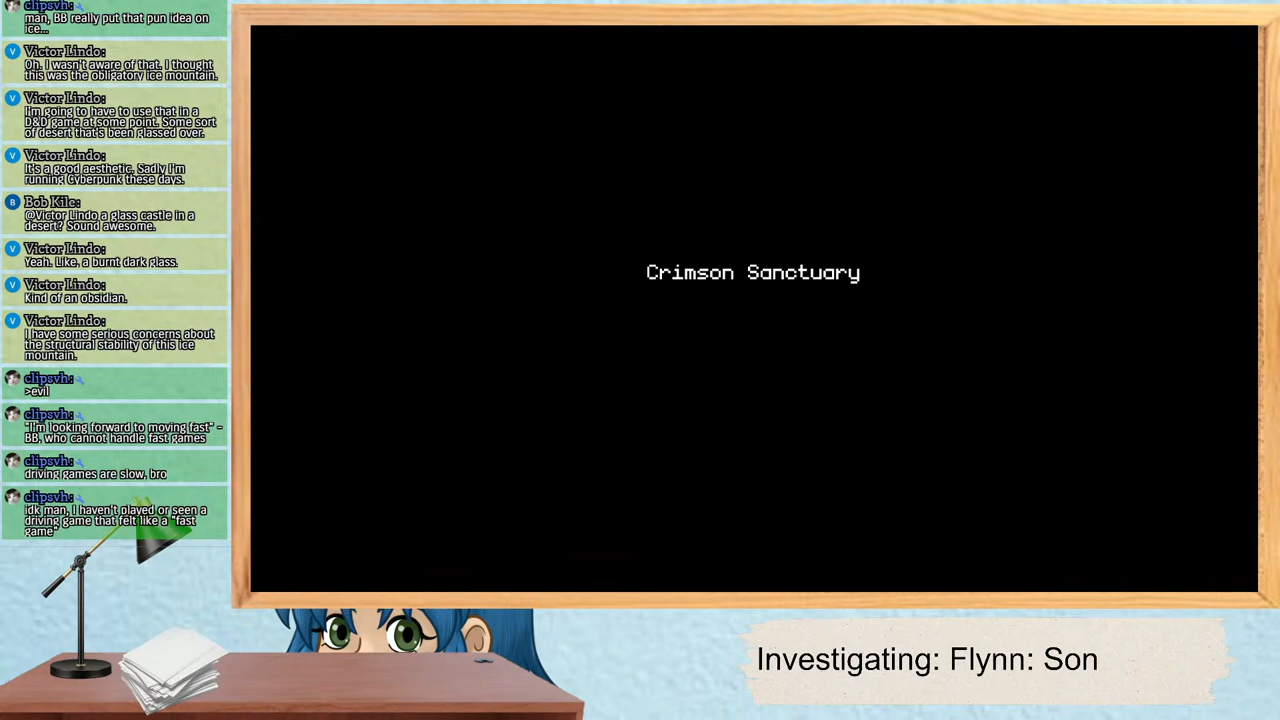 clipsvh:
man, BB really put that pun idea on
ice...
Victor Lindo:
Oh. I wasn't aware of that. I thought
this was the obligatory ice mountain.
Victor Lindo:
I'm going to have to use that in a
D&D game at some point. Some sort
of desert that's been glassed over.
Victor Lindo:
It's a good aesthetic. Sadly I'm
running Cyberpunk these days.
Bob Kile:
@Victor Lindo a glass castle in a
desert? Sound awesome.
Victor Lindo:
Yeah. Like, a burnt dark glass.
Victor Lindo:
Kind of an obsidian.
Victor Lindo:
I have some serious concerns about
the structural stability of this ice
mountain.
clipsvh:
>evil
clipsvh:
"I'm looking forward to moving fast" -
BB, who cannot handle fast games
clipsvh:
driving games are slow, bro
clipsvh:
idk man, I haven't played or seen a
driving game that felt like a "fast
game"
Crimson Sanctuary
Investigating: Flynn: Son